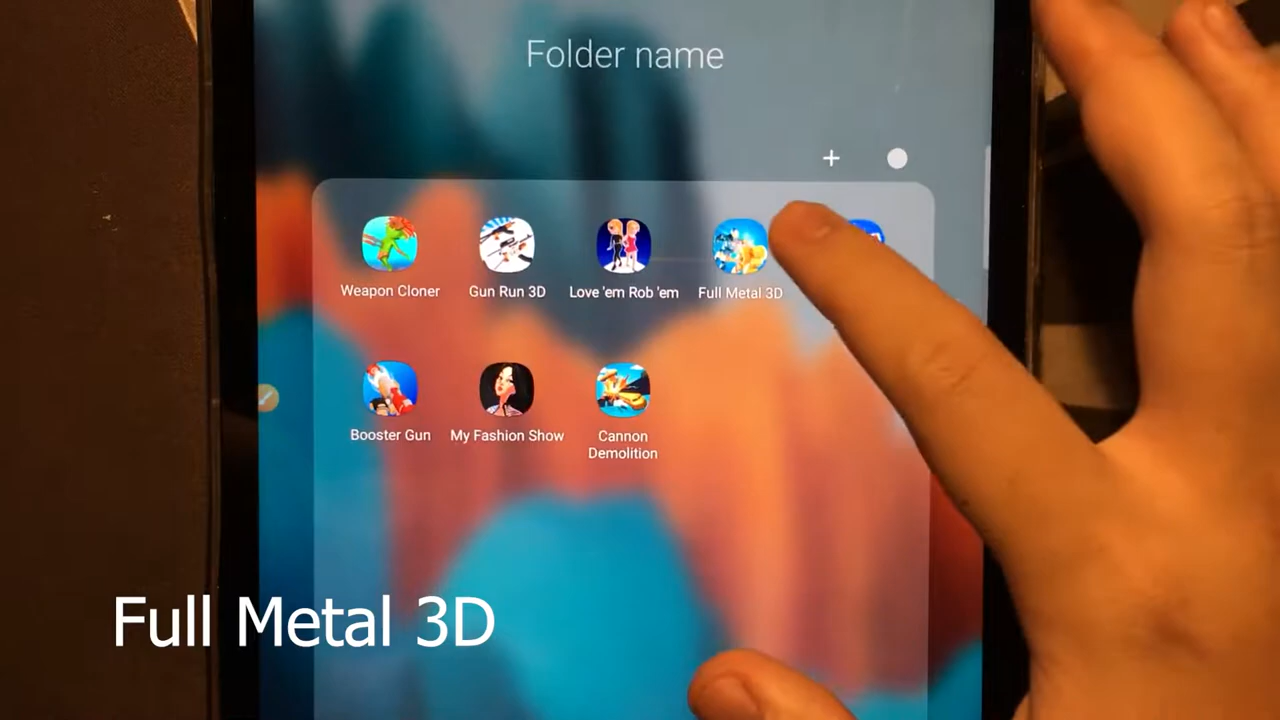 Folder name
Weapon Cloner
Gun Run 3D
Love 'em Rob 'em
Full Metal 3D
Booster Gun
My Fashion Show
Cannon
Demolition
Full Metal 3D